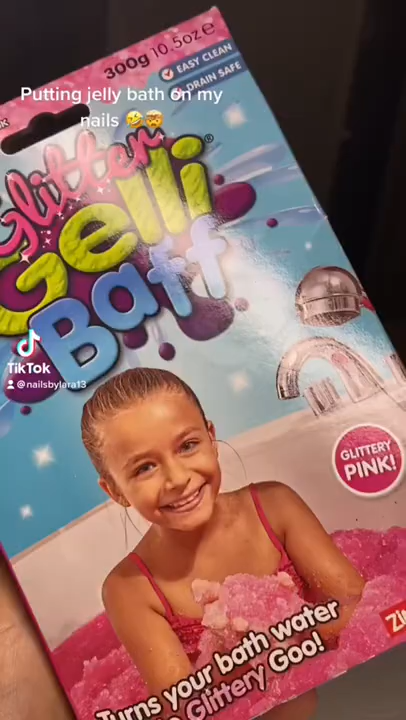 300g 10.5oz e
EASY CLEAN
DRAIN SAFE
Putting jelly bath on my
nails 🤣🤯
Glitter
Gelli®
Baff
TikTok
@nailsbylara13
GLITTERY
PINK!
Turns your bath water
Glittery Goo!